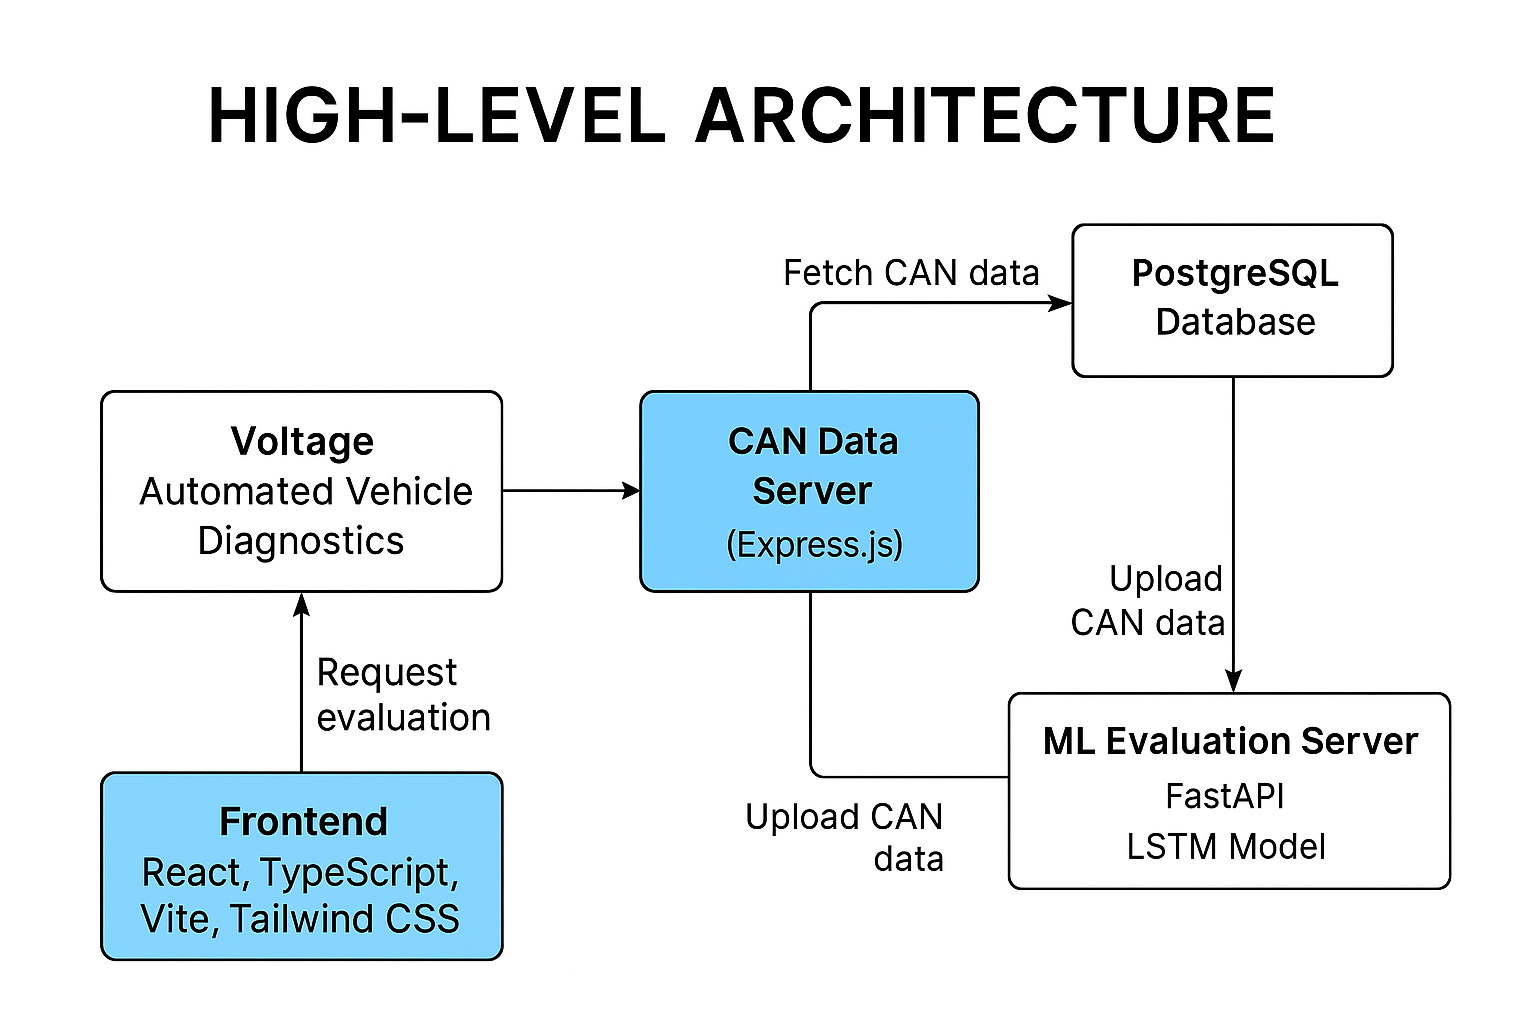 HIGH-LEVEL ARCHITECTURE
Fetch CAN data
PostgreSQL
Database
Voltage
Automated Vehicle
Diagnostics
CAN Data
Server
(Express.js)
Upload
CAN data
Request
evaluation
ML Evaluation Server
FastAPI
LSTM Model
Upload CAN
data
Frontend
React, TypeScript,
Vite, Tailwind CSS